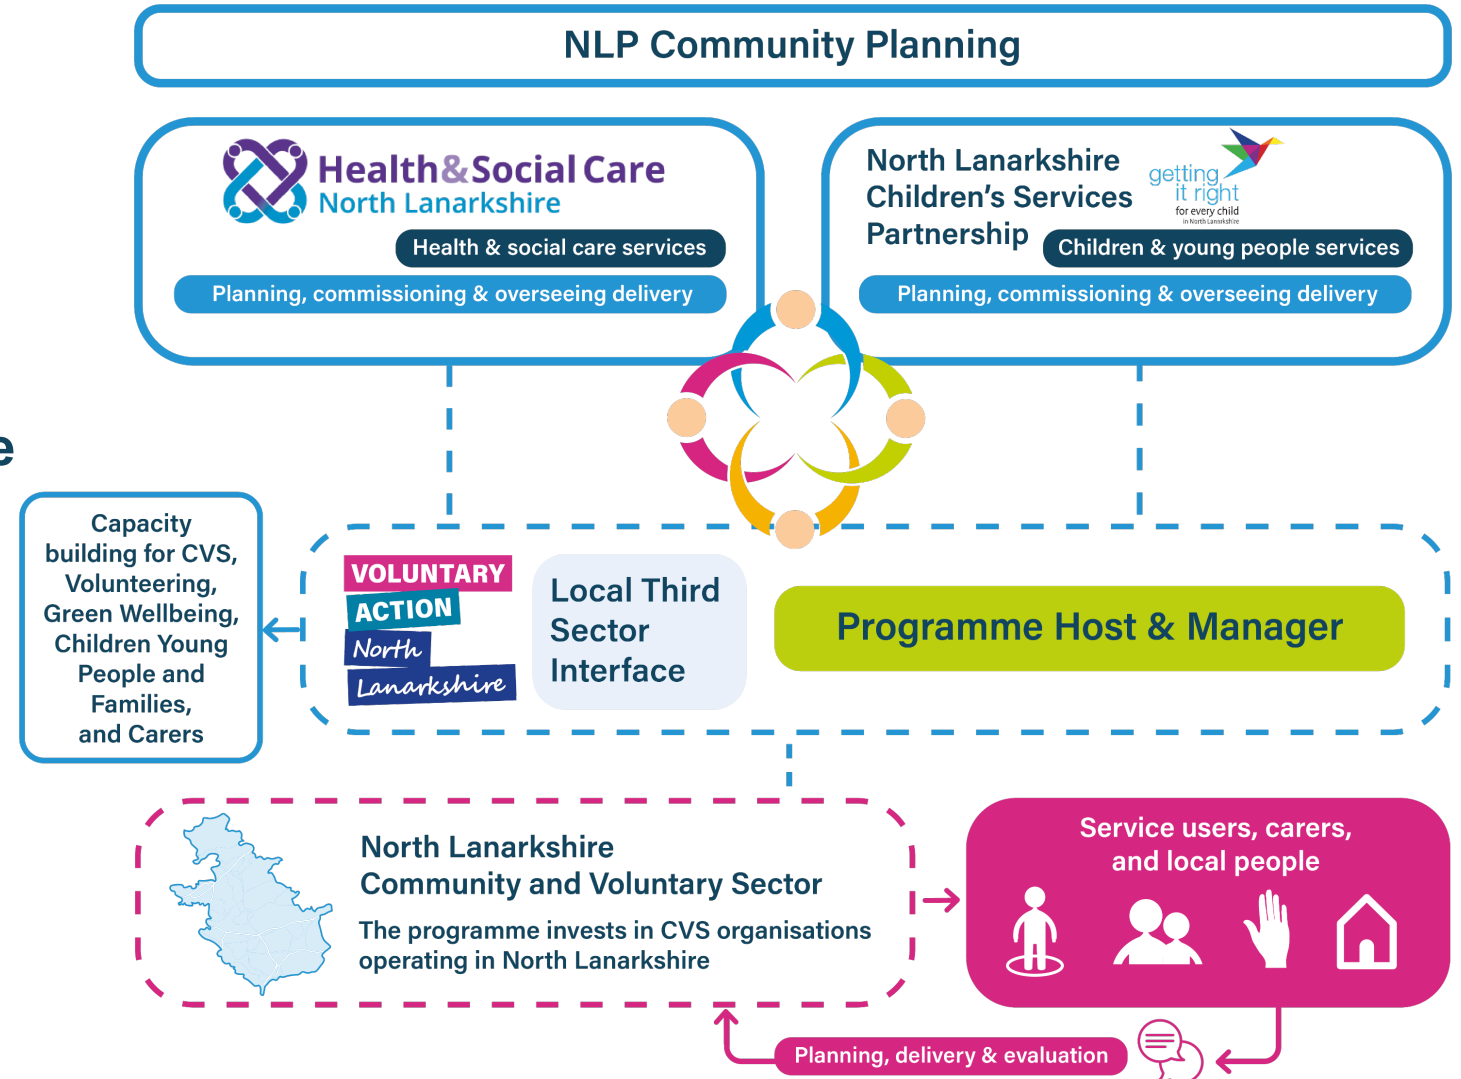 NLP Community Planning
Health&Social Care
North Lanarkshire
Health & social care services
Planning, commissioning & overseeing delivery
North Lanarkshire
Children's Services
Partnership
getting
it right
for every child
in North Lanarkshire
Children & young people services
Planning, commissioning & overseeing delivery
e
Capacity
building for CVS,
Volunteering,
Green Wellbeing,
Children Young
People and
Families,
and Carers
VOLUNTARY
ACTION
North
Lanarkshire
Local Third
Sector
Interface
Programme Host & Manager
North Lanarkshire
Community and Voluntary Sector
The programme invests in CVS organisations
operating in North Lanarkshire
Service users, carers,
and local people
Planning, delivery & evaluation